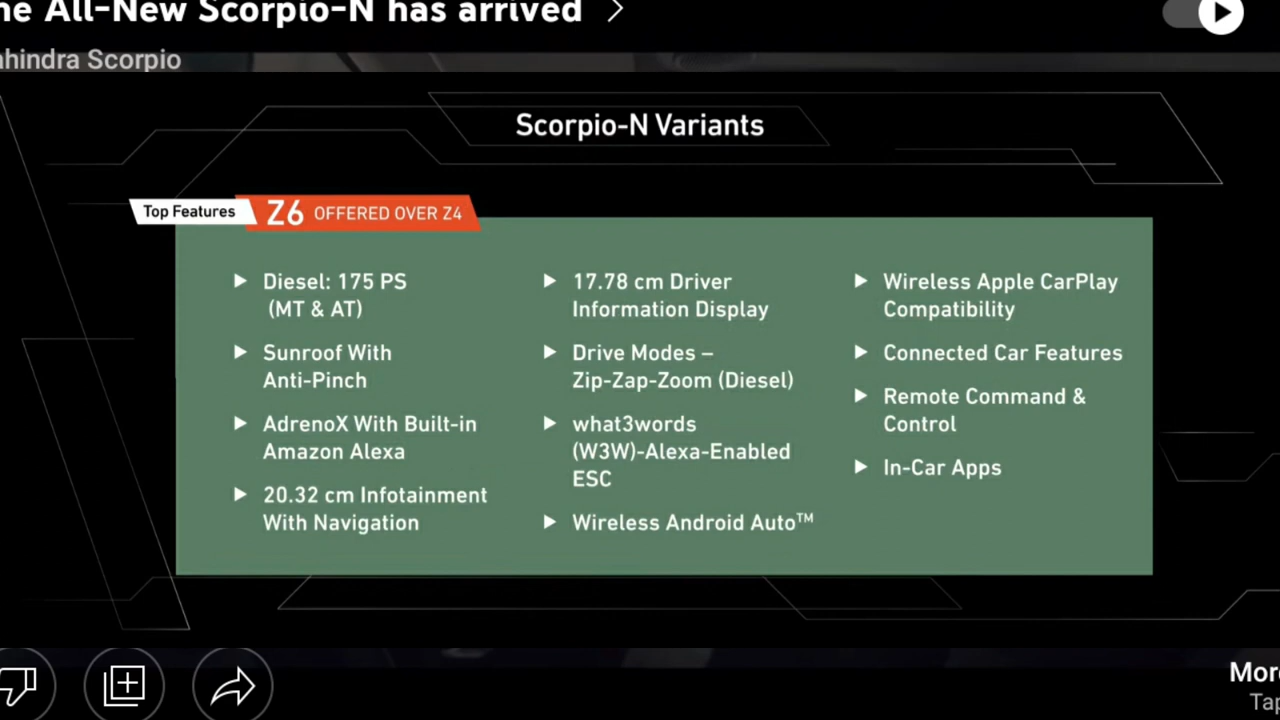 ne All-New Scorpio-N has arrived
ahindra Scorpio
Scorpio-N Variants
Top Features Z6 OFFERED OVER Z4
Diesel: 175 PS
(MT & AT)
Sunroof With
Anti-Pinch
AdrenoX With Built-in
Amazon Alexa
20.32 cm Infotainment
With Navigation
17.78 cm Driver
Information Display
Drive Modes –
Zip-Zap-Zoom (Diesel)
what3words
(W3W)-Alexa-Enabled
ESC
Wireless Android Auto™
Wireless Apple CarPlay
Compatibility
Connected Car Features
Remote Command &
Control
In-Car Apps
More
Tap